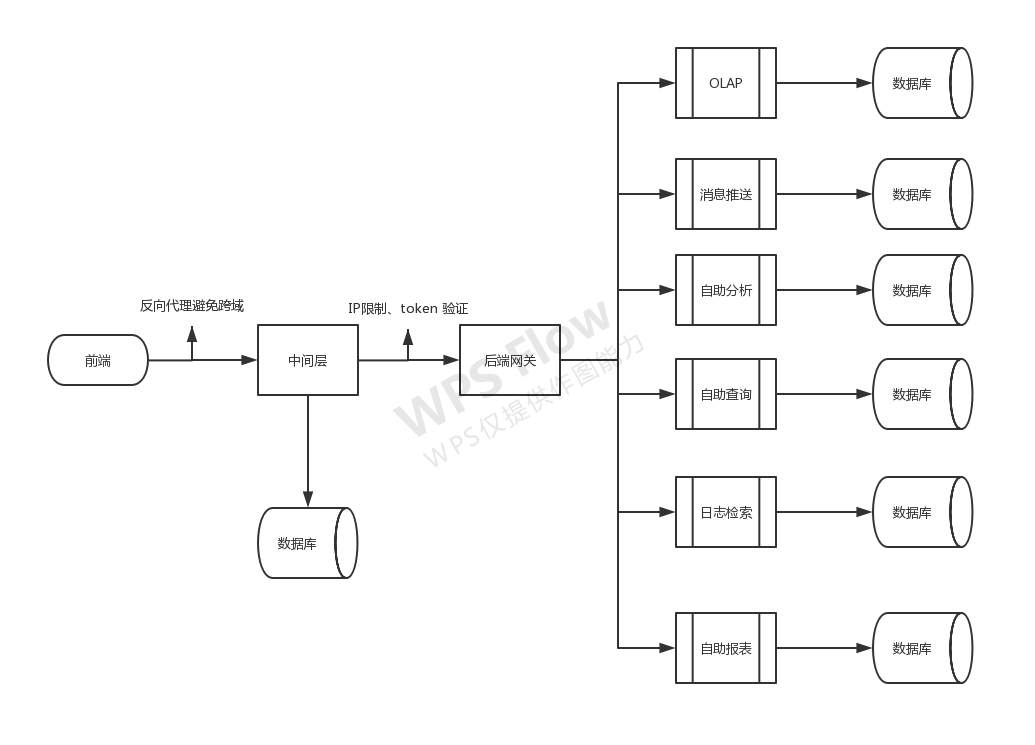 OLAP
数据库
消息推送
数据库
自助分析
数据库
反向代理避免跨域
IP限制、token 验证
前端
中间层
后端网关
WPS Flow
WPS仅提供作图能力
自助查询
数据库
日志检索
数据库
数据库
自助报表
数据库